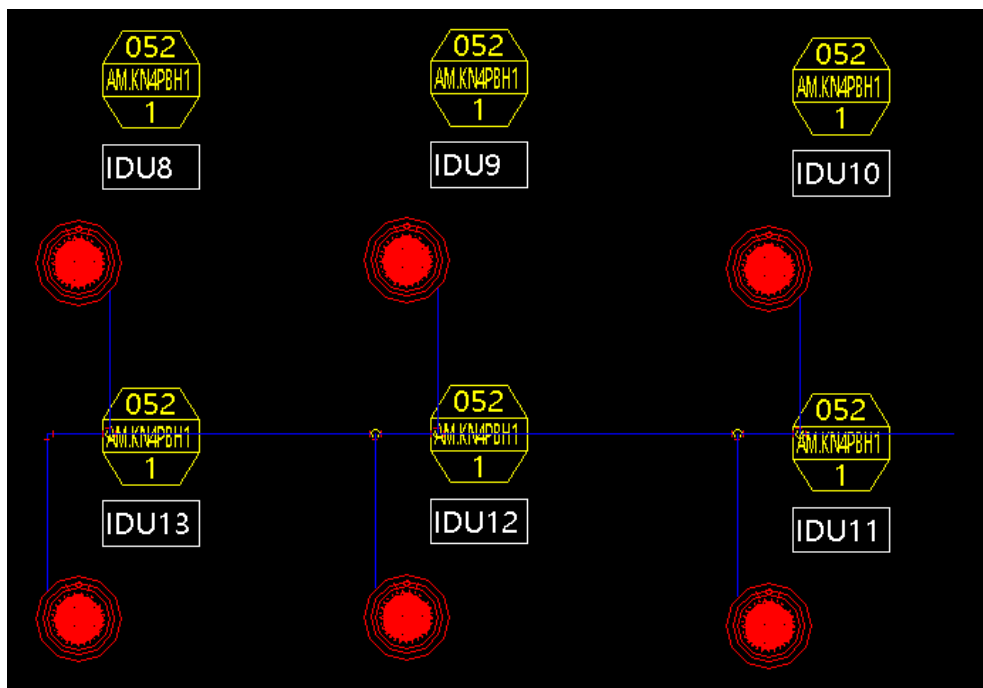 052
AM.KN4PBH1
1
IDU8
052
AM.KN4PBH1
1
IDU9
052
AM.KN4PBH1
1
IDU10
052
AM.KN4PBH1
1
IDU13
052
AM.KN4PBH1
1
IDU12
052
AM.KN4PBH1
1
IDU11